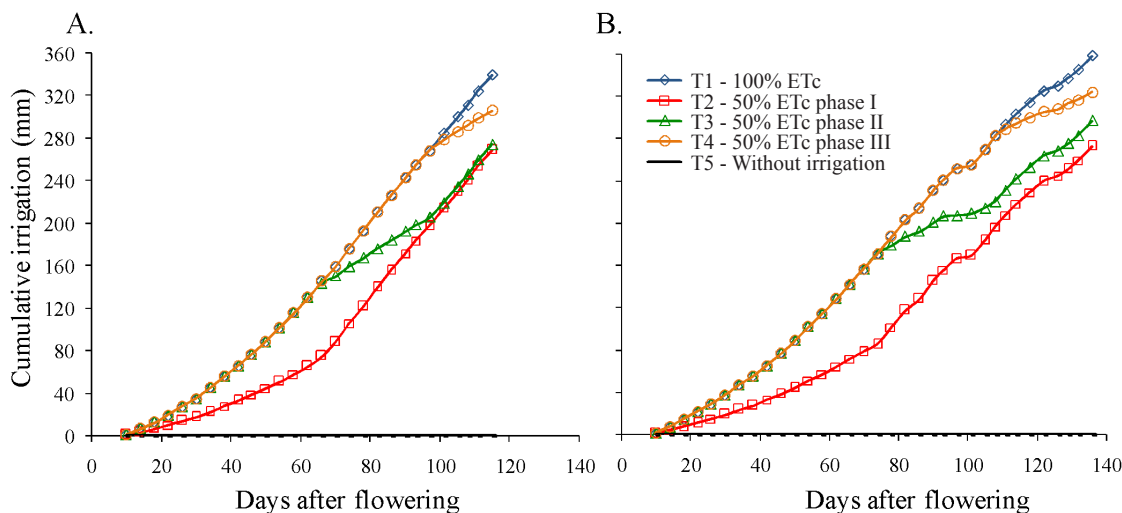 A.
B.
Cumulative irrigation (mm)
360
320
280
240
200
160
120
80
40
0
0 20 40 60 80 100 120 140
Days after flowering
T1 - 100% ETc
T2 - 50% ETc phase I
T3 - 50% ETc phase II
T4 - 50% ETc phase III
T5 - Without irrigation
0 20 40 60 80 100 120 140
Days after flowering